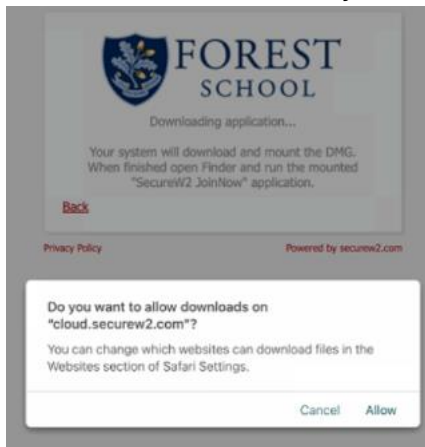 FOREST
SCHOOL
Downloading application...
Your system will download and mount the DMG.
When finished open Finder and run the mounted
"SecureW2 JoinNow" application.
Back
Privacy Policy
Powered by securew2.com
Do you want to allow downloads on
"cloud.securew2.com"?
You can change which websites can download files in the
Websites section of Safari Settings.
Cancel
Allow